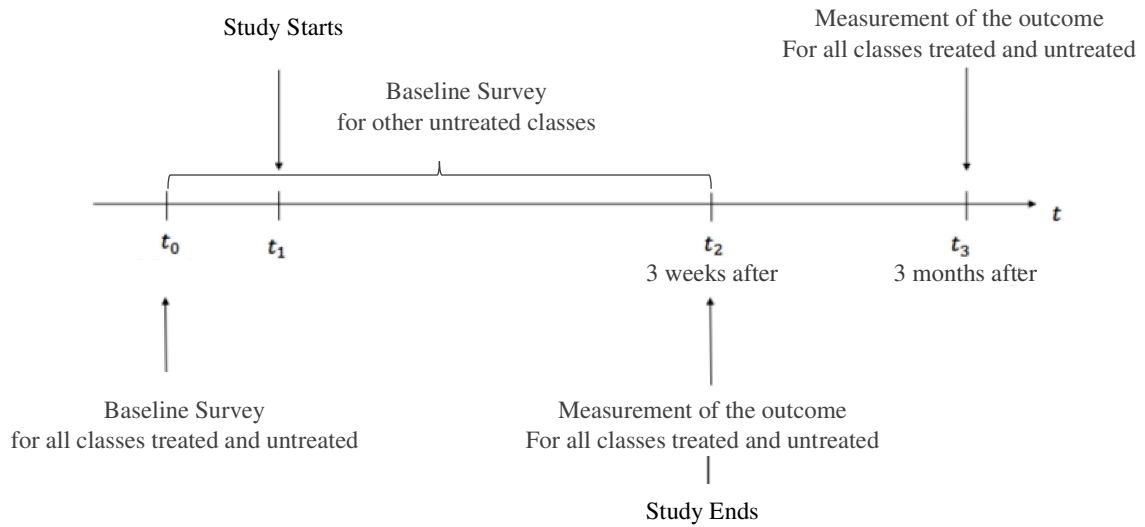 Study Starts
Measurement of the outcome
For all classes treated and untreated
Baseline Survey
for other untreated classes
t
t₀
t₁
t₂
t₃
3 weeks after
3 months after
Baseline Survey
for all classes treated and untreated
Measurement of the outcome
For all classes treated and untreated
Study Ends